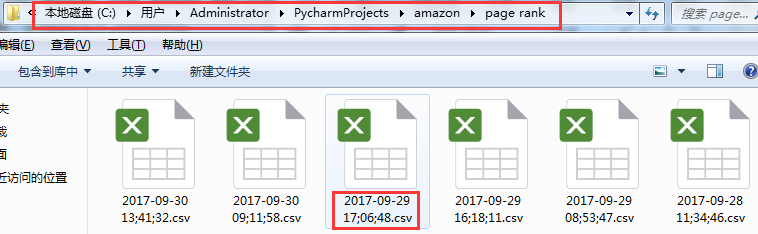 « 本地磁盘 (C:) ▸ 用户 ▸ Administrator ▸ PycharmProjects ▸ amazon ▸ page rank
搜索 page...
编辑(E) 查看(V) 工具(T) 帮助(H)
包含到库中 共享 新建文件夹
夹
面
近访问的位置
2017-09-30 13;41;32.csv
2017-09-30 09;11;58.csv
2017-09-29 17;06;48.csv
2017-09-29 16;18;11.csv
2017-09-29 08;53;47.csv
2017-09-28 11;34;46.csv